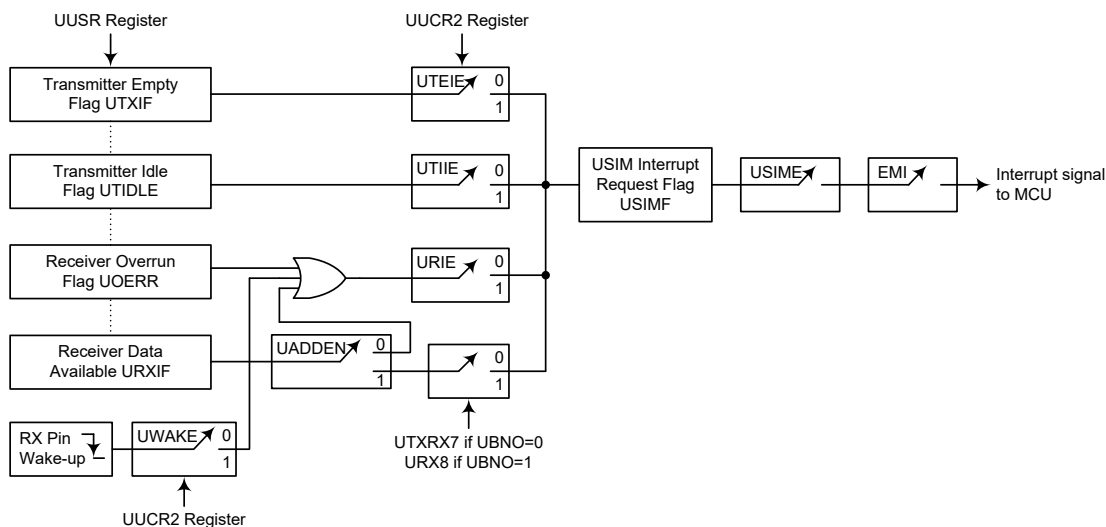 UUSR Register
UUCR2 Register
Transmitter Empty
Flag UTXIF
UTEIE
0
1
Transmitter Idle
Flag UTIDLE
UTIIE
0
1
USIM Interrupt
Request Flag
USIMF
USIME
EMI
Interrupt signal
to MCU
Receiver Overrun
Flag UOERR
URIE
0
1
Receiver Data
Available URXIF
UADDEN
0
1
0
1
RX Pin
Wake-up
UWAKE
0
1
UTXRX7 if UBNO=0
URX8 if UBNO=1
UUCR2 Register